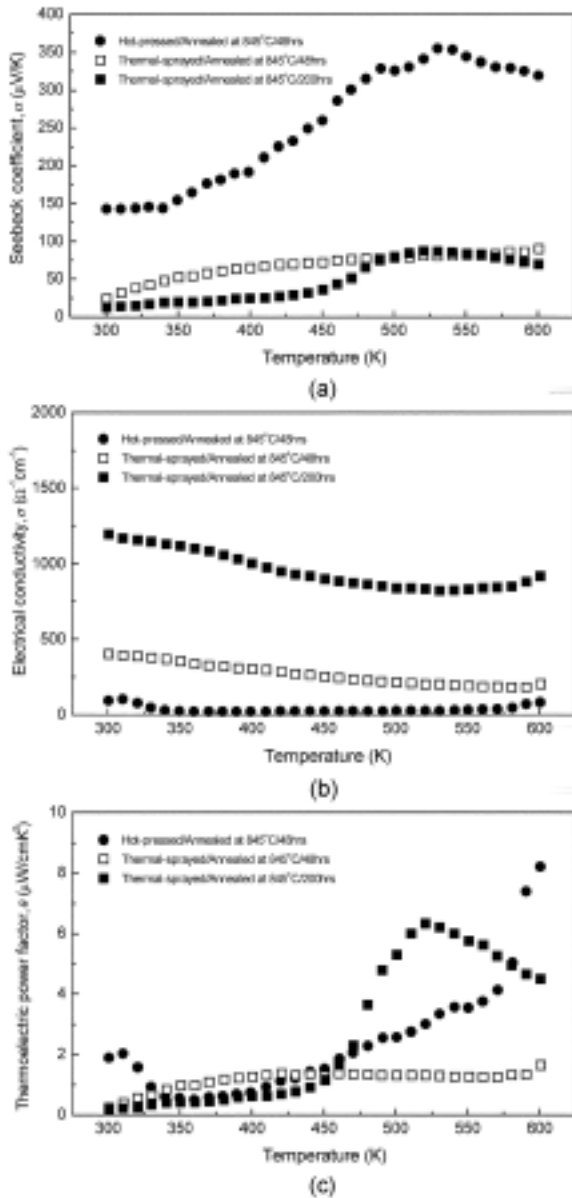 400
350
300
250
200
150
100
50
0
Seebeck coefficient, α (μV/K)
Hot-pressed/Annealed at 845°C/48hrs
Thermal-sprayed/Annealed at 845°C/48hrs
Thermal-sprayed/Annealed at 845°C/200hrs
300 350 400 450 500 550 600
Temperature (K)
(a)
2000
1500
1000
500
0
Electrical conductivity, σ (Ω⁻¹cm⁻¹)
Hot-pressed/Annealed at 845°C/48hrs
Thermal-sprayed/Annealed at 845°C/48hrs
Thermal-sprayed/Annealed at 845°C/200hrs
300 350 400 450 500 550 600
Temperature (K)
(b)
10
8
6
4
2
0
Thermoelectric power factor, (μW/cmK²)
Hot-pressed/Annealed at 845°C/48hrs
Thermal-sprayed/Annealed at 845°C/48hrs
Thermal-sprayed/Annealed at 845°C/200hrs
300 350 400 450 500 550 600
Temperature (K)
(c)